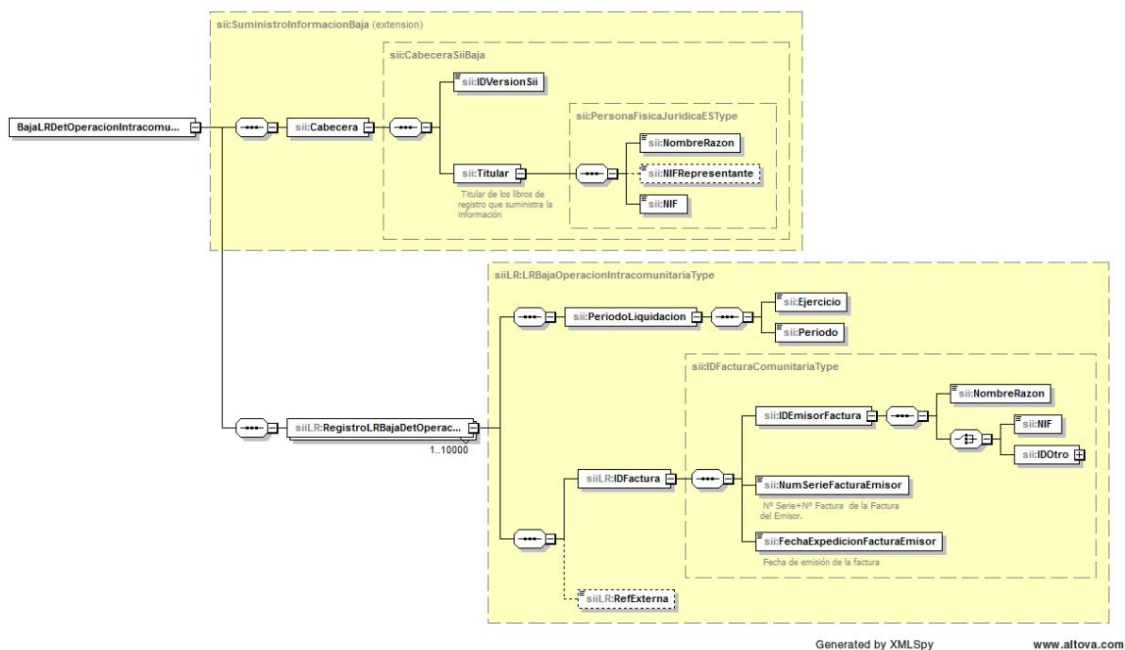 sii:SuministroInformacionBaja (extension)
sii:CabeceraSiiBaja
sii:IDVersionSii
sii:PersonaFisicaJuridicaESType
BajaLRDetOperacionIntracomu...
sii:Cabecera
sii:NombreRazon
sii:Titular
sii:NIFRepresentante
Titular de los libros de
registro que suministra la
información
sii:NIF
siiLR:LRBajaOperacionIntracomunitariaType
sii:PeriodoLiquidacion
sii:Ejercicio
sii:Periodo
sii:IDFacturaComunitariaType
sii:IDEmisorFactura
sii:NombreRazon
sii:NIF
sii:IDOtro
siiLR:RegistroLRBajaDetOperac...
1..10000
siiLR:IDFactura
sii:NumSerieFacturaEmisor
Nº Serie+Nº Factura de la Factura
del Emisor.
sii:FechaExpedicionFacturaEmisor
Fecha de emisión de la factura
siiLR:RefExterna
Generated by XMLSpy
www.altova.com